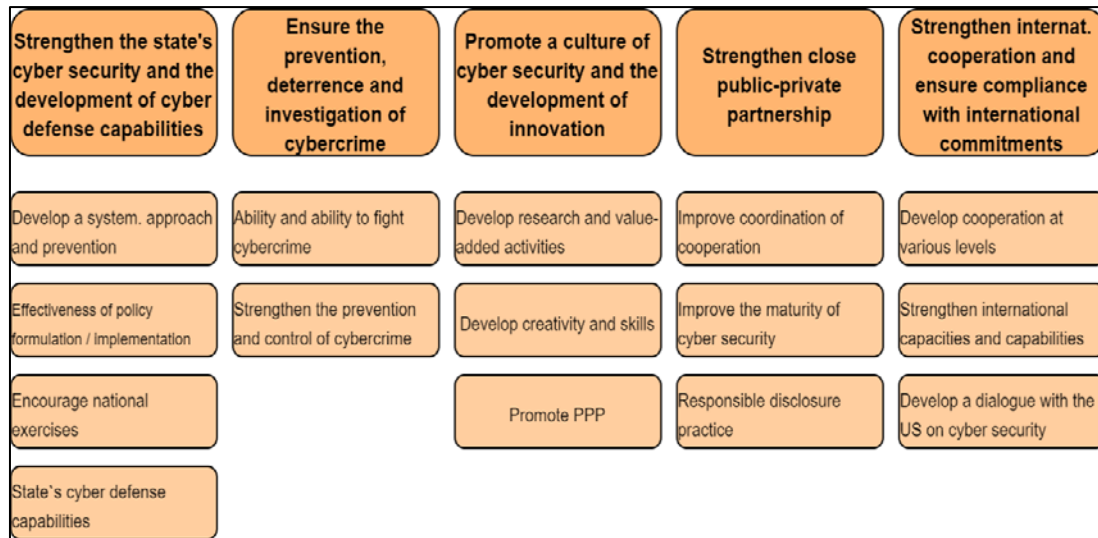 Strengthen the state's
cyber security and the
development of cyber
defense capabilities
Ensure the
prevention,
deterrence and
investigation of
cybercrime
Promote a culture of
cyber security and the
development of
innovation
Strengthen close
public-private
partnership
Strengthen internat.
cooperation and
ensure compliance
with international
commitments
Develop a system. approach
and prevention
Ability and ability to fight
cybercrime
Develop research and value-
added activities
Improve coordination of
cooperation
Develop cooperation at
various levels
Effectiveness of policy
formulation / Implementation
Strengthen the prevention
and control of cybercrime
Develop creativity and skills
Improve the maturity of
cyber security
Strengthen international
capacities and capabilities
Encourage national
exercises
Promote PPP
Responsible disclosure
practice
Develop a dialogue with the
US on cyber security
State`s cyber defense
capabilities